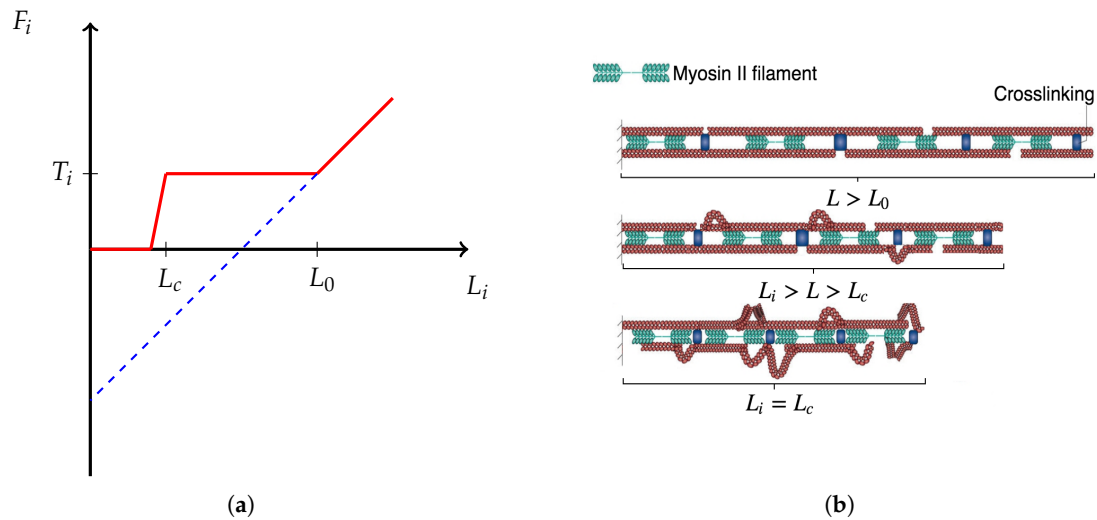 F_i
T_i
L_c
L_0
L_i
(a)
Myosin II filament
Crosslinking
L > L_0
L_i > L > L_c
L_i = L_c
(b)